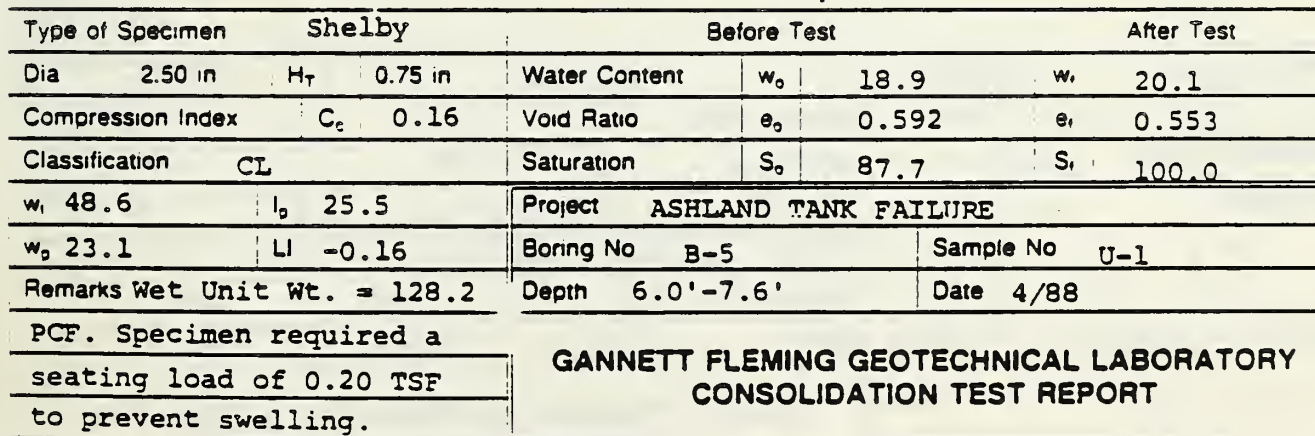 Type of Specimen Shelby Before Test After Test
Dia 2.50 in H_T 0.75 in Water Content w_o 18.9 w_f 20.1
Compression Index C_c 0.16 Void Ratio e_o 0.592 e_f 0.553
Classification CL Saturation S_o 87.7 S_f 100.0
w_l 48.6 I_p 25.5 Project ASHLAND TANK FAILURE
w_p 23.1 LI -0.16 Boring No B-5 Sample No U-1
Remarks Wet Unit Wt. = 128.2 Depth 6.0'-7.6' Date 4/88
PCF. Specimen required a
seating load of 0.20 TSF
to prevent swelling.
GANNETT FLEMING GEOTECHNICAL LABORATORY
CONSOLIDATION TEST REPORT